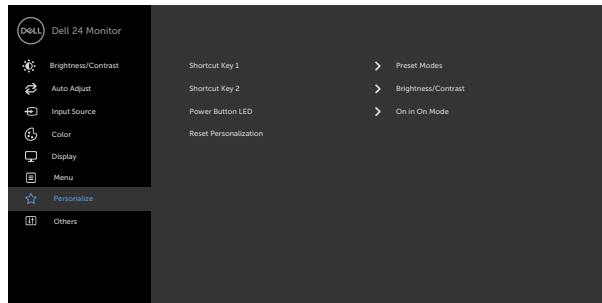 DELL Dell 24 Monitor
Brightness/Contrast Shortcut Key 1 Preset Modes
Auto Adjust Shortcut Key 2 Brightness/Contrast
Input Source Power Button LED On in On Mode
Color Reset Personalization
Display
Menu
Personalize
Others